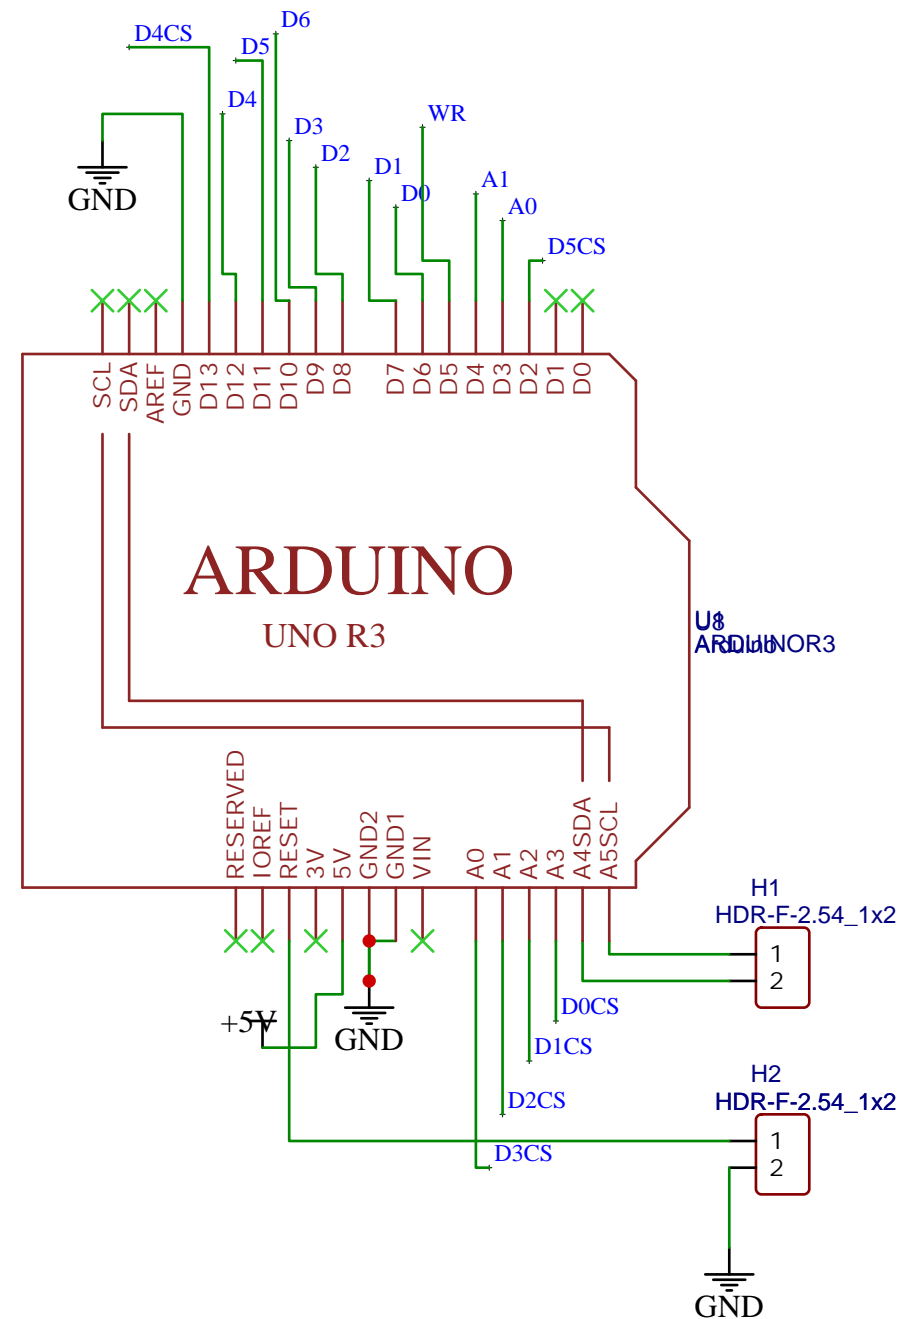 D6
D4CS
D5
D4
WR
D3
D2
D1
A1
D0
A0
GND
D5CS
SCL
SDA
AREF
GND
D13
D12
D11
D10
D9
D8
D7
D6
D5
D4
D3
D2
D1
D0
ARDUINO
UNO R3
ARDUINOR3
RESERVED
IOREF
RESET
3V
5V
GND2
GND1
VIN
A0
A1
A2
A3
A4SDA
A5SCL
H1
HDR-F-2.54_1x2
1
2
D0CS
+5V
GND
D1CS
H2
D2CS
HDR-F-2.54_1x2
1
D3CS
2
GND